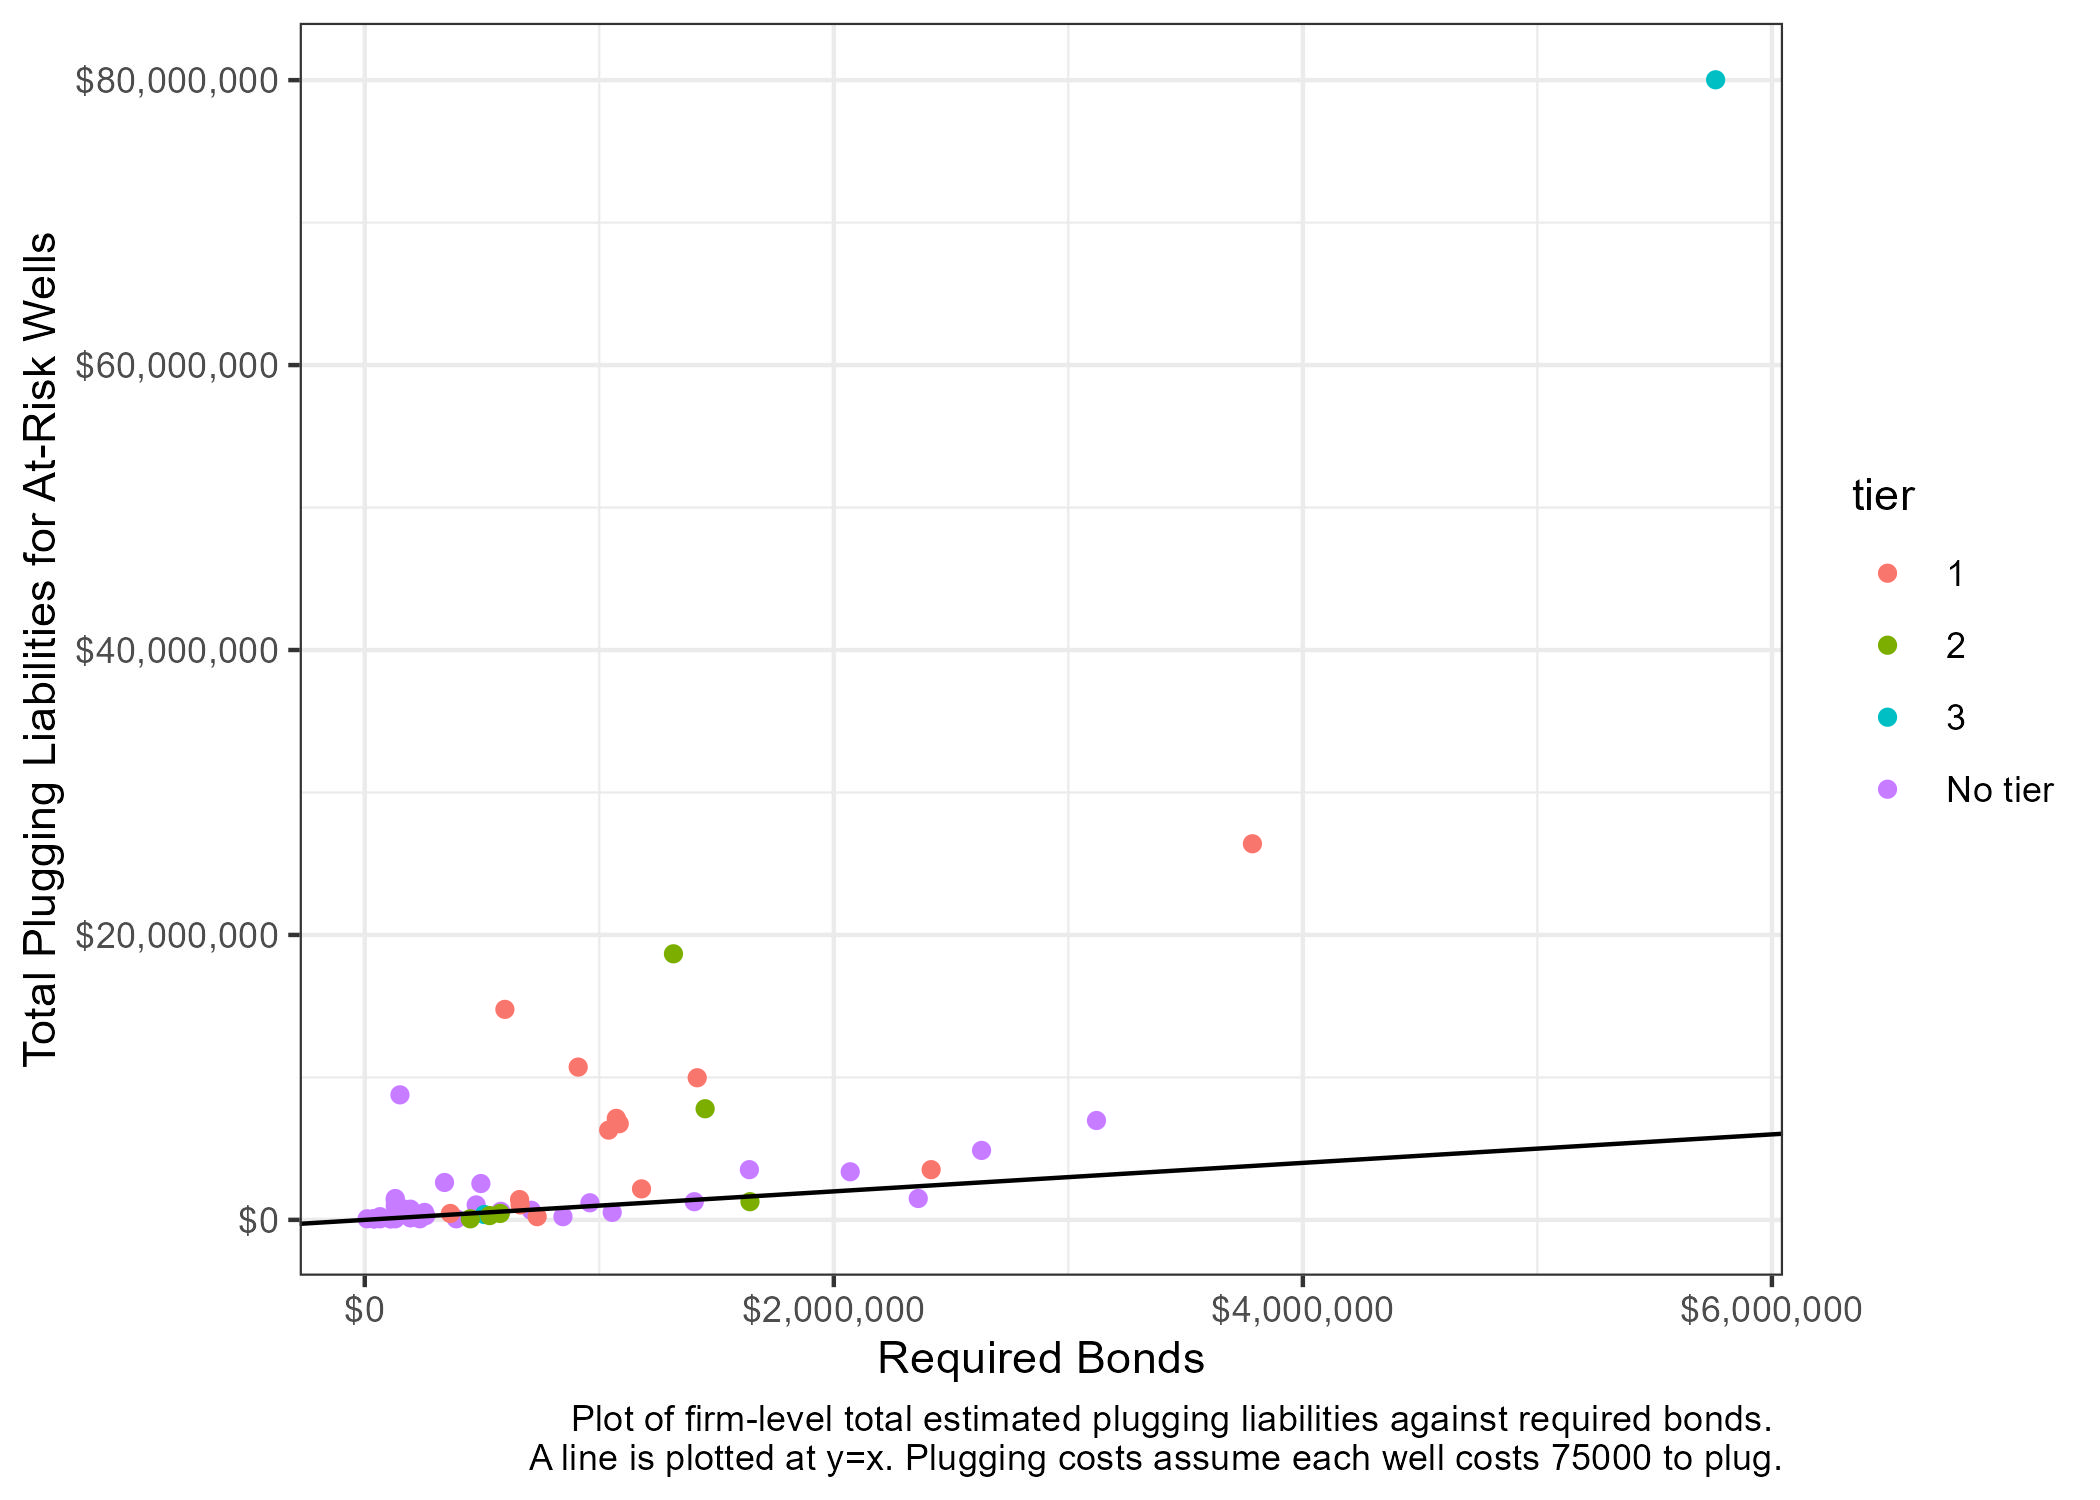 $80,000,000
$60,000,000
$40,000,000
$20,000,000
$0
Total Plugging Liabilities for At-Risk Wells
$0
$2,000,000
$4,000,000
$6,000,000
Required Bonds
tier
1
2
3
No tier
Plot of firm-level total estimated plugging liabilities against required bonds.
A line is plotted at y=x. Plugging costs assume each well costs 75000 to plug.